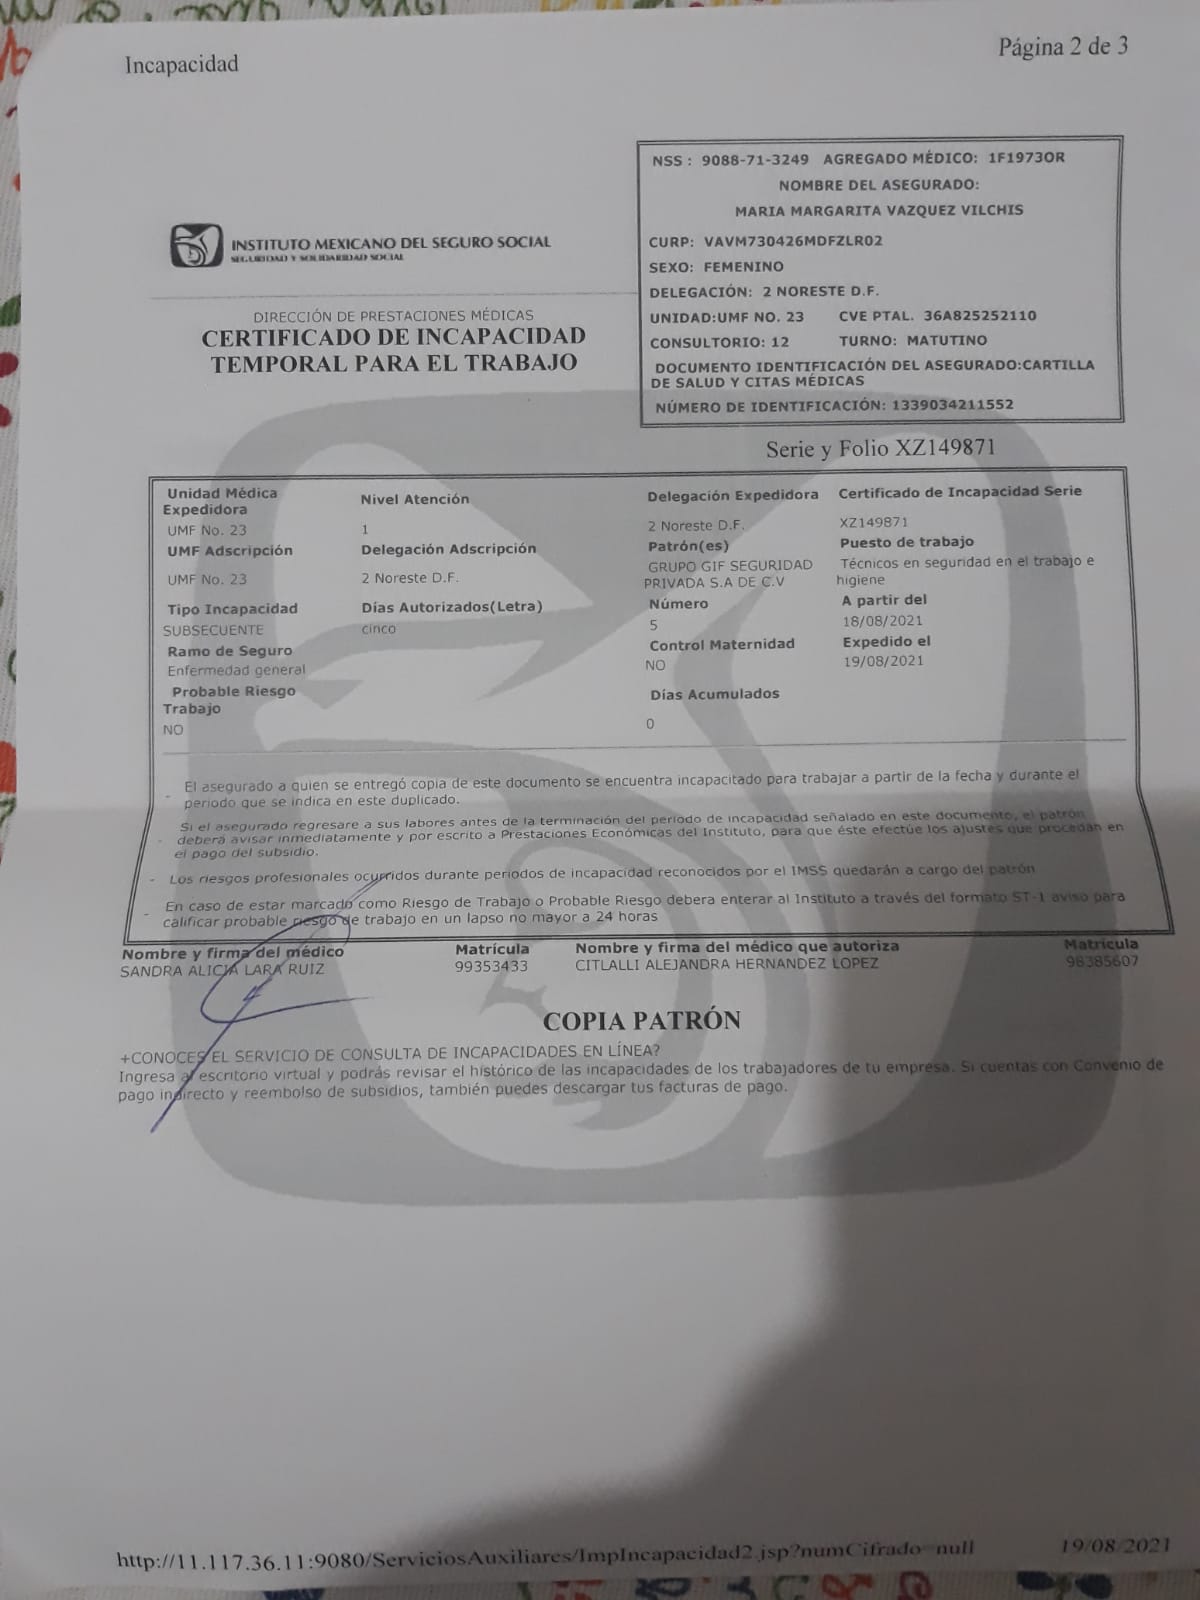 Incapacidad
Página 2 de 3
NSS : 9088-71-3249 AGREGADO MÉDICO: 1F1973OR
NOMBRE DEL ASEGURADO:
MARIA MARGARITA VAZQUEZ VILCHIS
CURP: VAVM730426MDFZLR02
SEXO: FEMENINO
DELEGACIÓN: 2 NORESTE D.F.
UNIDAD:UMF NO. 23 CVE PTAL. 36A825252110
CONSULTORIO: 12 TURNO: MATUTINO
DOCUMENTO IDENTIFICACIÓN DEL ASEGURADO:CARTILLA
DE SALUD Y CITAS MÉDICAS
NÚMERO DE IDENTIFICACIÓN: 1339034211552
INSTITUTO MEXICANO DEL SEGURO SOCIAL
SEGURIDAD Y SOLIDARIDAD SOCIAL
DIRECCIÓN DE PRESTACIONES MÉDICAS
CERTIFICADO DE INCAPACIDAD
TEMPORAL PARA EL TRABAJO
Serie y Folio XZ149871
Unidad Médica
Expedidora
Nivel Atención
Delegación Expedidora
Certificado de Incapacidad Serie
UMF No. 23
1
2 Noreste D.F.
XZ149871
UMF Adscripción
Delegación Adscripción
Patrón(es)
Puesto de trabajo
UMF No. 23
2 Noreste D.F.
GRUPO GIF SEGURIDAD
PRIVADA S.A DE C.V
Técnicos en seguridad en el trabajo e
higiene
Tipo Incapacidad
Días Autorizados(Letra)
Número
A partir del
SUBSECUENTE
cinco
5
18/08/2021
Ramo de Seguro
Control Maternidad
Expedido el
Enfermedad general
NO
19/08/2021
Probable Riesgo
Trabajo
Días Acumulados
NO
0
- El asegurado a quien se entregó copia de este documento se encuentra incapacitado para trabajar a partir de la fecha y durante el
periodo que se indica en este duplicado.
- Si el asegurado regresare a sus labores antes de la terminación del periodo de incapacidad señalado en este documento, el patrón
deberá avisar inmediatamente y por escrito a Prestaciones Económicas del Instituto, para que éste efectúe los ajustes que procedan en
el pago del subsidio.
- Los riesgos profesionales ocurridos durante periodos de incapacidad reconocidos por el IMSS quedarán a cargo del patrón
- En caso de estar marcado como Riesgo de Trabajo o Probable Riesgo debera enterar al Instituto a través del formato ST-1 aviso para
calificar probable riesgo de trabajo en un lapso no mayor a 24 horas
Nombre y firma del médico
Matrícula
Nombre y firma del médico que autoriza
Matrícula
SANDRA ALICIA LARA RUIZ
99353433
CITLALLI ALEJANDRA HERNANDEZ LOPEZ
98385607
COPIA PATRÓN
+CONOCES EL SERVICIO DE CONSULTA DE INCAPACIDADES EN LÍNEA?
Ingresa al escritorio virtual y podrás revisar el histórico de las incapacidades de los trabajadores de tu empresa. Si cuentas con Convenio de
pago indirecto y reembolso de subsidios, también puedes descargar tus facturas de pago.
http://11.117.36.11:9080/ServiciosAuxiliares/ImpIncapacidad2.jsp?numCifrado=null
19/08/2021